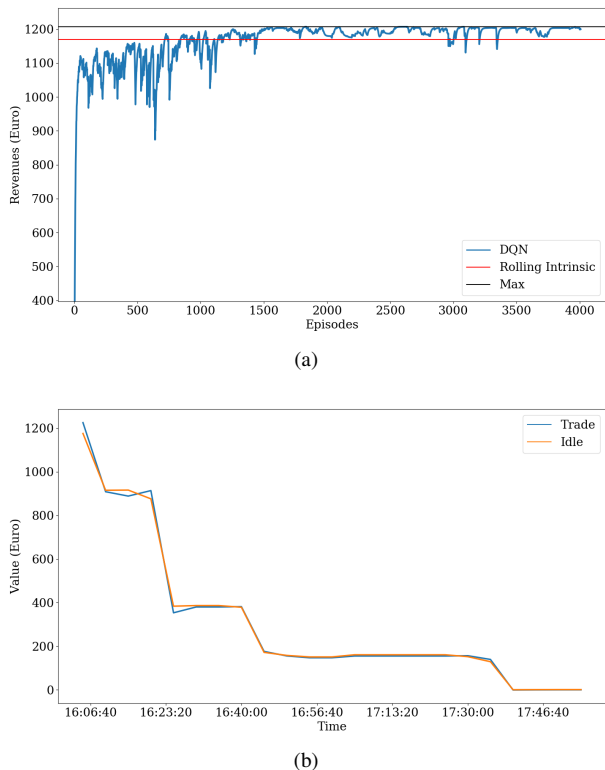 1200
1100
1000
900
800
700
600
500
400
Revenues (Euro)
DQN
Rolling Intrinsic
Max
0 500 1000 1500 2000 2500 3000 3500 4000
Episodes
(a)
1200
1000
800
600
400
200
0
Value (Euro)
Trade
Idle
16:06:40 16:23:20 16:40:00 16:56:40 17:13:20 17:30:00 17:46:40
Time
(b)